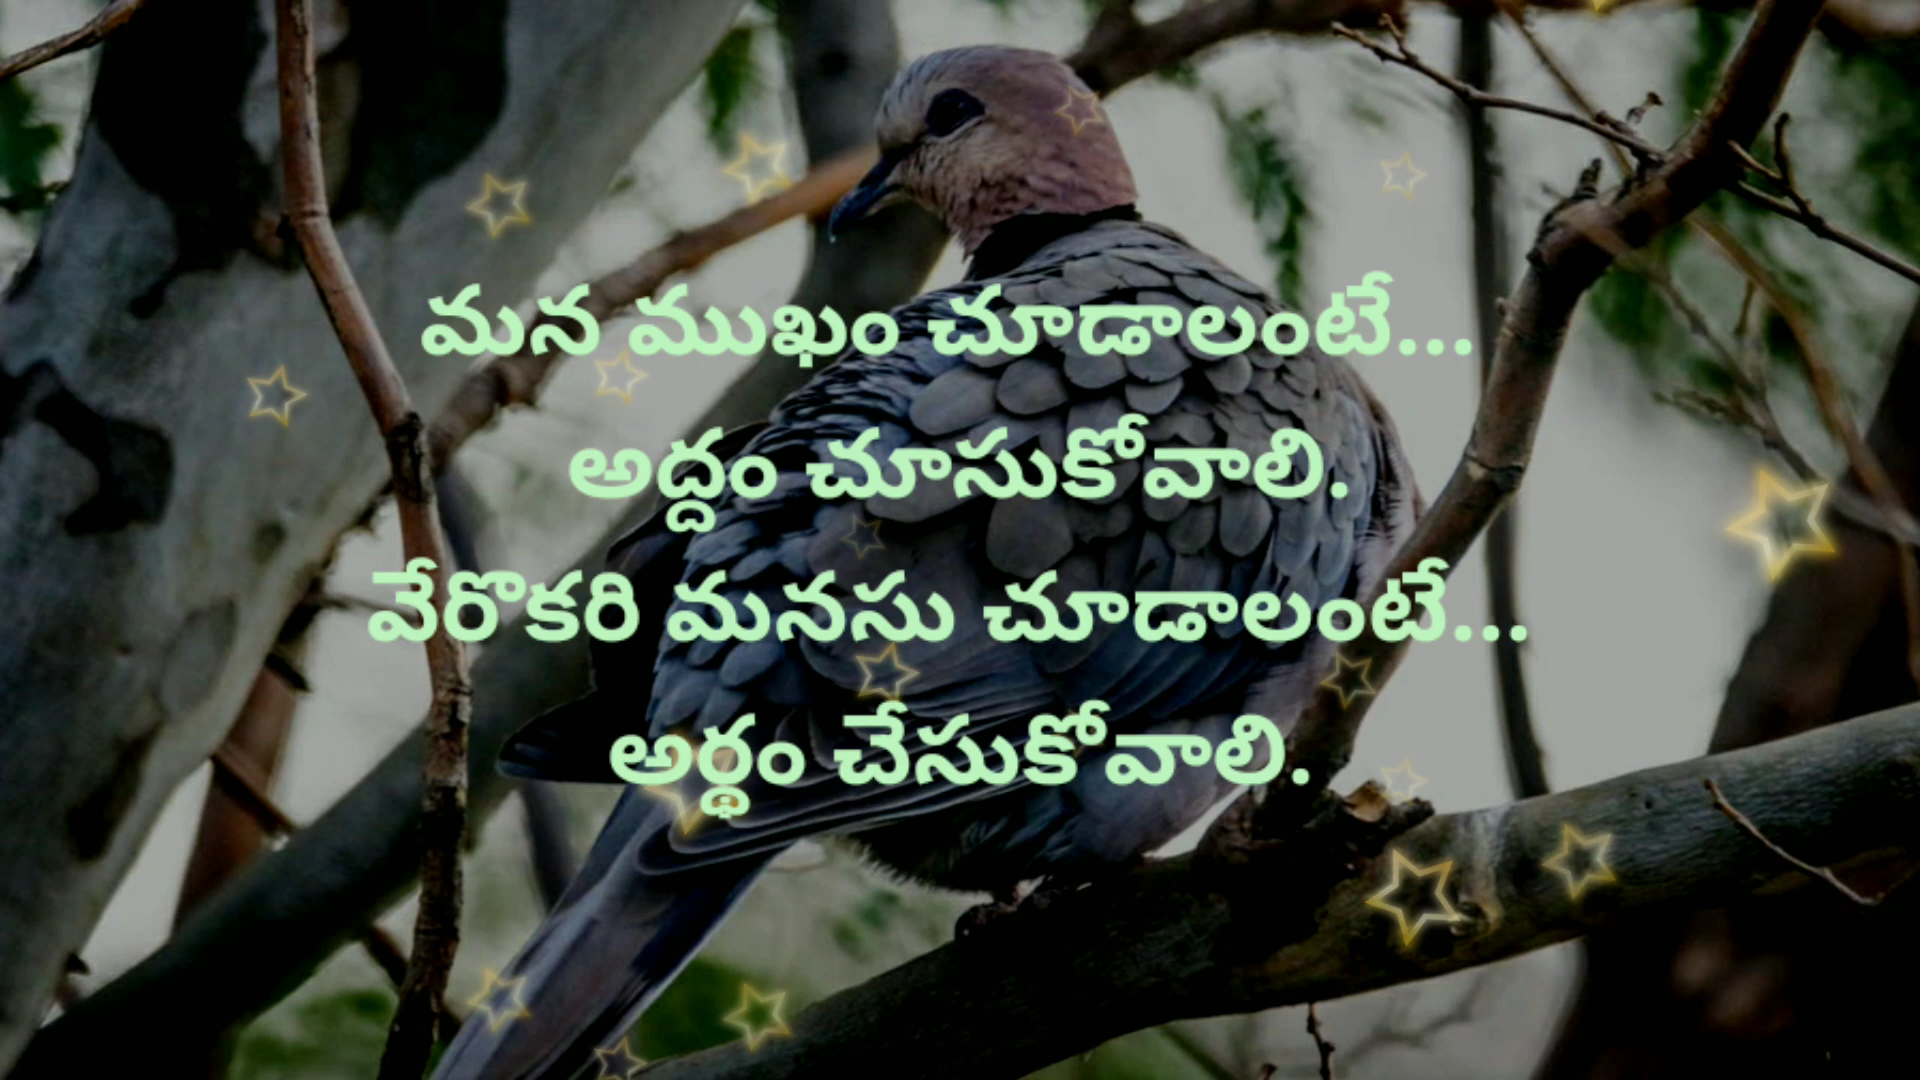 మన ముఖం చూడాలంటే...
అద్దం చూసుకోవాలి.
వేరొకరి మనసు చూడాలంటే...
అర్థం చేసుకోవాలి.